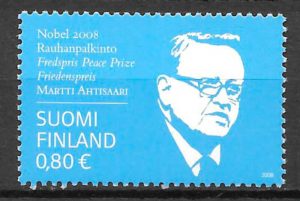 Nobel 2008
Rauhanpalkinto
Fredspris Peace Prize
Friedenspreis
MARTTI AHTISAARI
SUOMI
FINLAND
0,80 €
2008